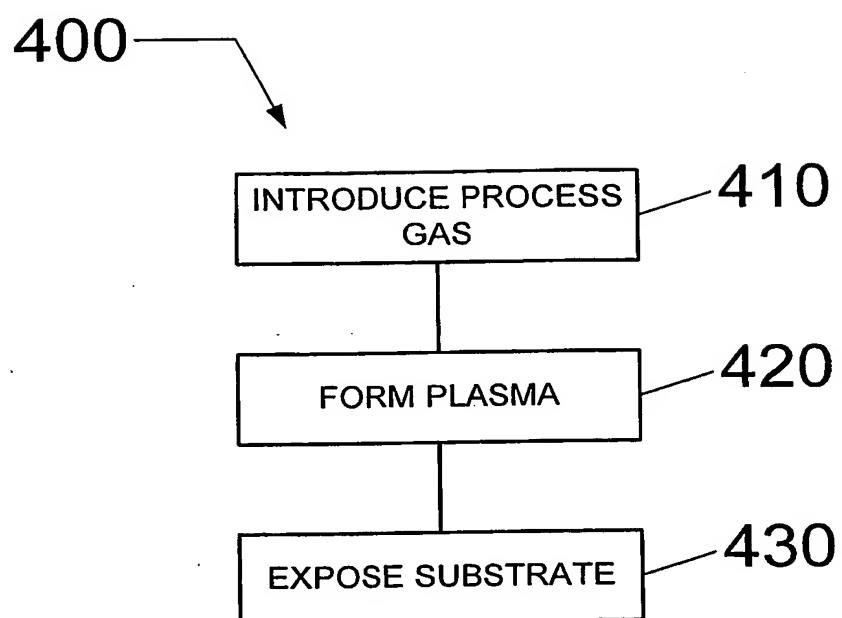 400
INTRODUCE PROCESS
GAS
410
FORM PLASMA
420
EXPOSE SUBSTRATE
430